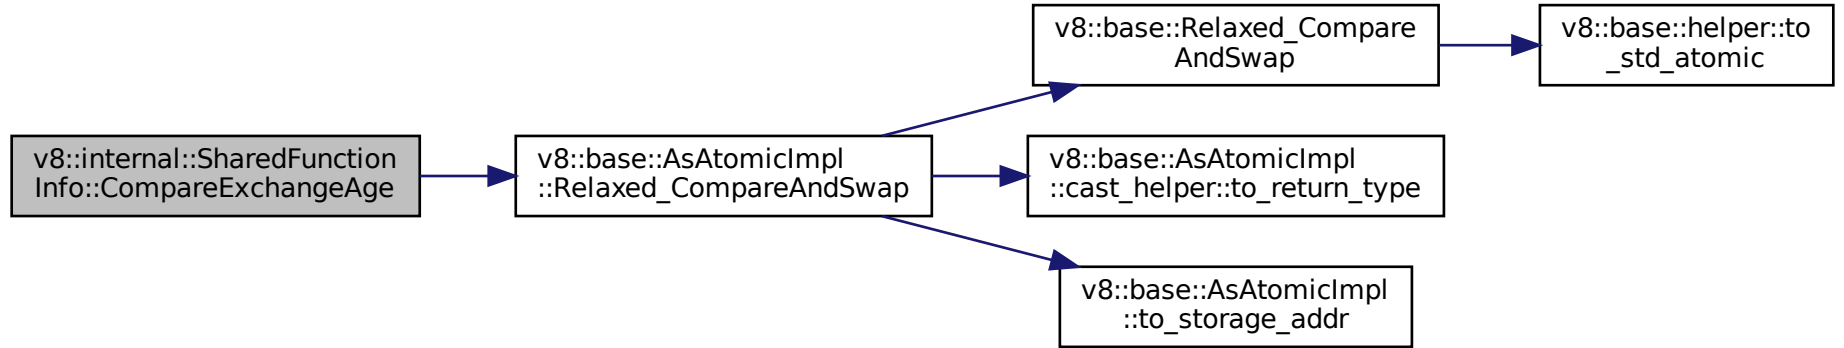 v8::internal::SharedFunction
Info::CompareExchangeAge
v8::base::AsAtomicImpl
::Relaxed_CompareAndSwap
v8::base::Relaxed_Compare
AndSwap
v8::base::helper::to
_std_atomic
v8::base::AsAtomicImpl
::cast_helper::to_return_type
v8::base::AsAtomicImpl
::to_storage_addr